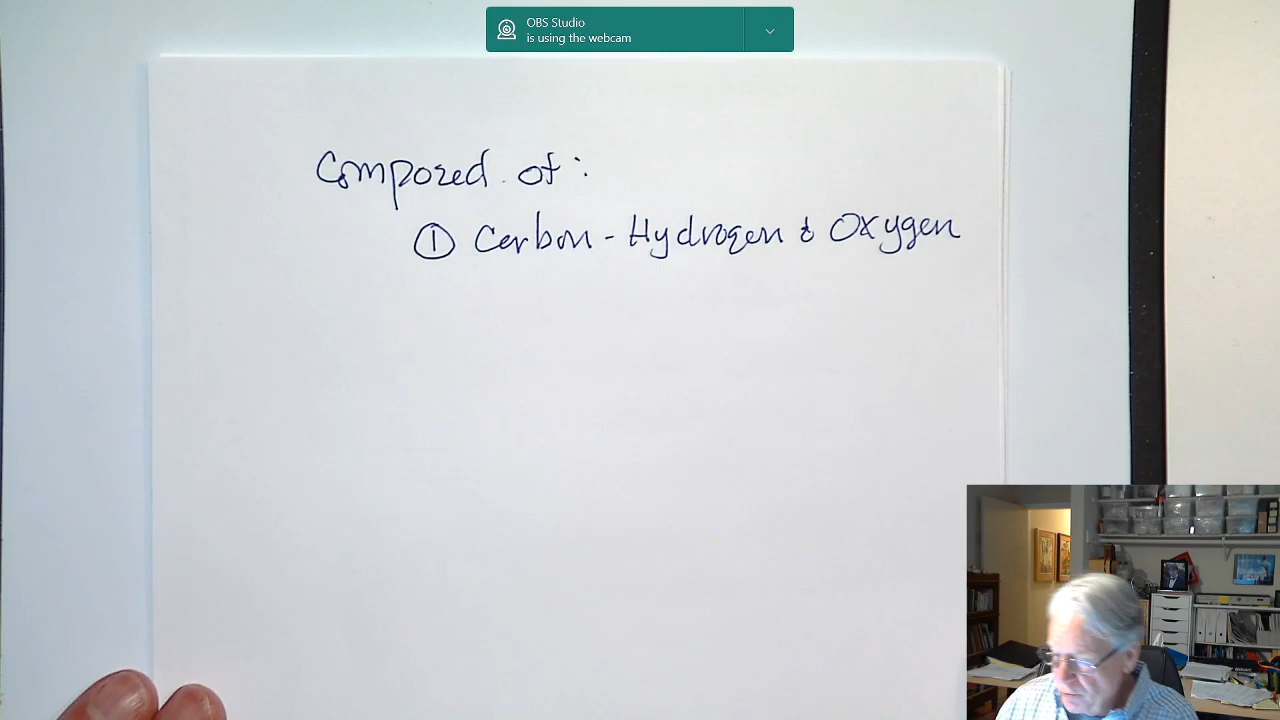 OBS Studio
is using the webcam
Composed of:
① Carbon - Hydrogen & Oxygen